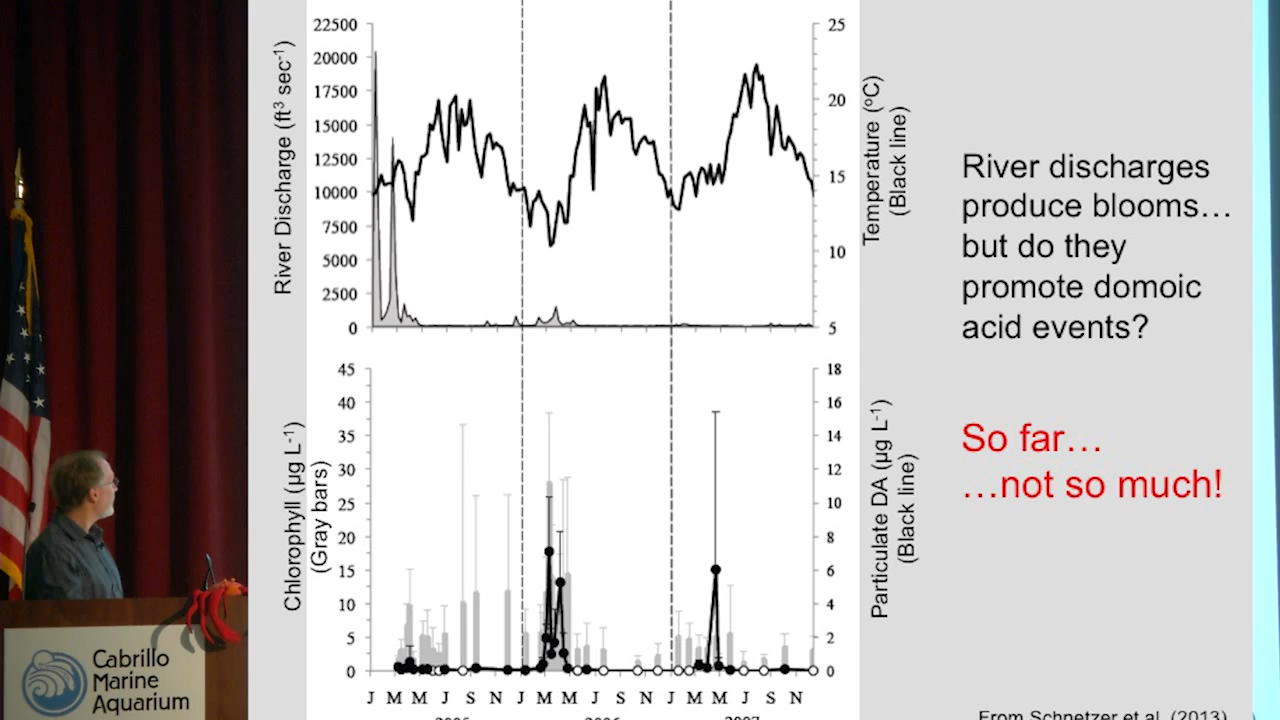 22500
20000
17500
15000
12500
10000
7500
5000
2500
0
River Discharge (ft³ sec⁻¹)
25
20
15
10
5
Temperature (ºC)
(Black line)
45
40
35
30
25
20
15
10
5
0
Chlorophyll (µg L⁻¹)
(Gray bars)
18
16
14
12
10
8
6
4
2
0
Particulate DA (µg L⁻¹)
(Black line)
J M M J S N J M M J S N J M M J S N
2005 2006 2007
River discharges
produce blooms…
but do they
promote domoic
acid events?
So far…
…not so much!
From Schnetzer et al. (2013)
Cabrillo
Marine
Aquarium